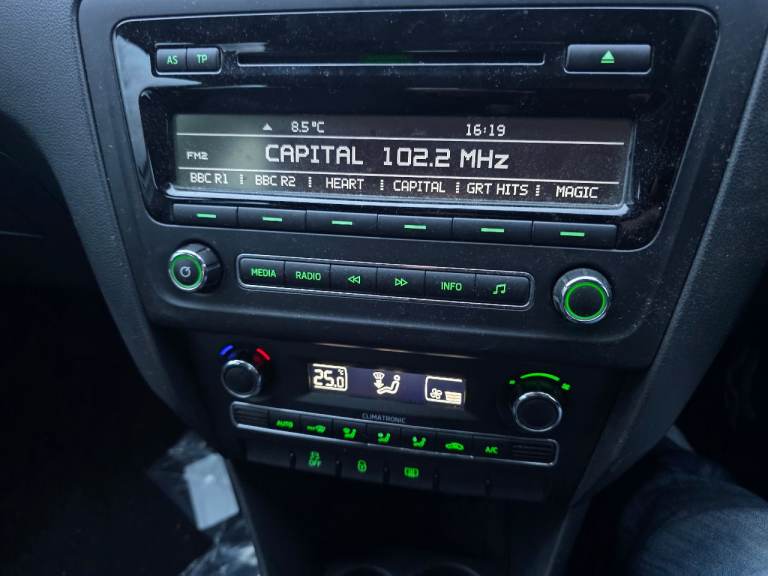 AS TP
8.5°C 16:19
FM2 CAPITAL 102.2 MHz
BBC R1 BBC R2 HEART CAPITAL GRT HITS MAGIC
MEDIA RADIO INFO
25.0 °C
CLIMATRONIC
AUTO A/C
OFF